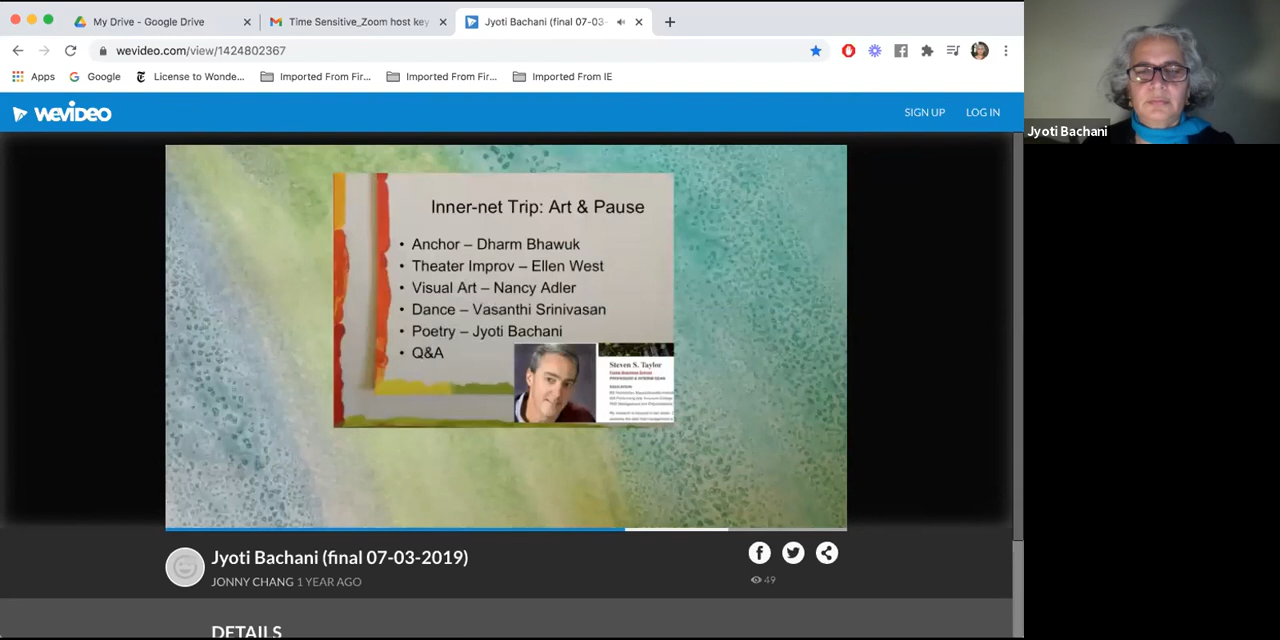 My Drive - Google Drive
Time Sensitive_Zoom host key
Jyoti Bachani (final 07-03-
wevideo.com/view/1424802367
Apps
Google
License to Wonde...
Imported From Fir...
Imported From Fir...
Imported From IE
WEVIDEO
SIGN UP
LOG IN
Jyoti Bachani
Inner-net Trip: Art & Pause
• Anchor – Dharm Bhawuk
• Theater Improv – Ellen West
• Visual Art – Nancy Adler
• Dance – Vasanthi Srinivasan
• Poetry – Jyoti Bachani
• Q&A
Steven S. Taylor
Jyoti Bachani (final 07-03-2019)
JONNY CHANG 1 YEAR AGO
49
DETAILS